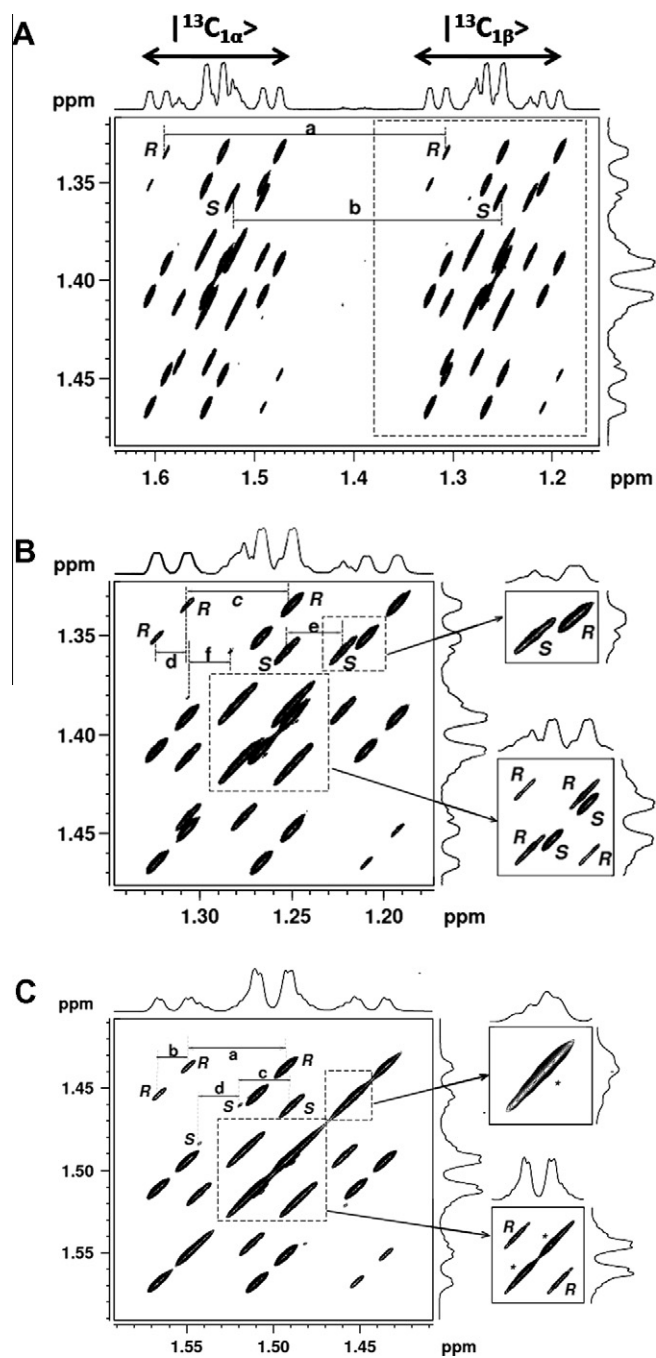 A
|¹³C₁α> |¹³C₁β>
ppm
R a R
1.35
S b S
1.40
1.45
1.6 1.5 1.4 1.3 1.2 ppm
B
ppm
c
R R
R e
1.35
d f S S
S R
1.40
R R
S
R S R
1.45
1.30 1.25 1.20 ppm
C
ppm
a
b R R
1.45
R c
d
S S
*
S
1.50
R *
* R
1.55
1.55 1.50 1.45 ppm